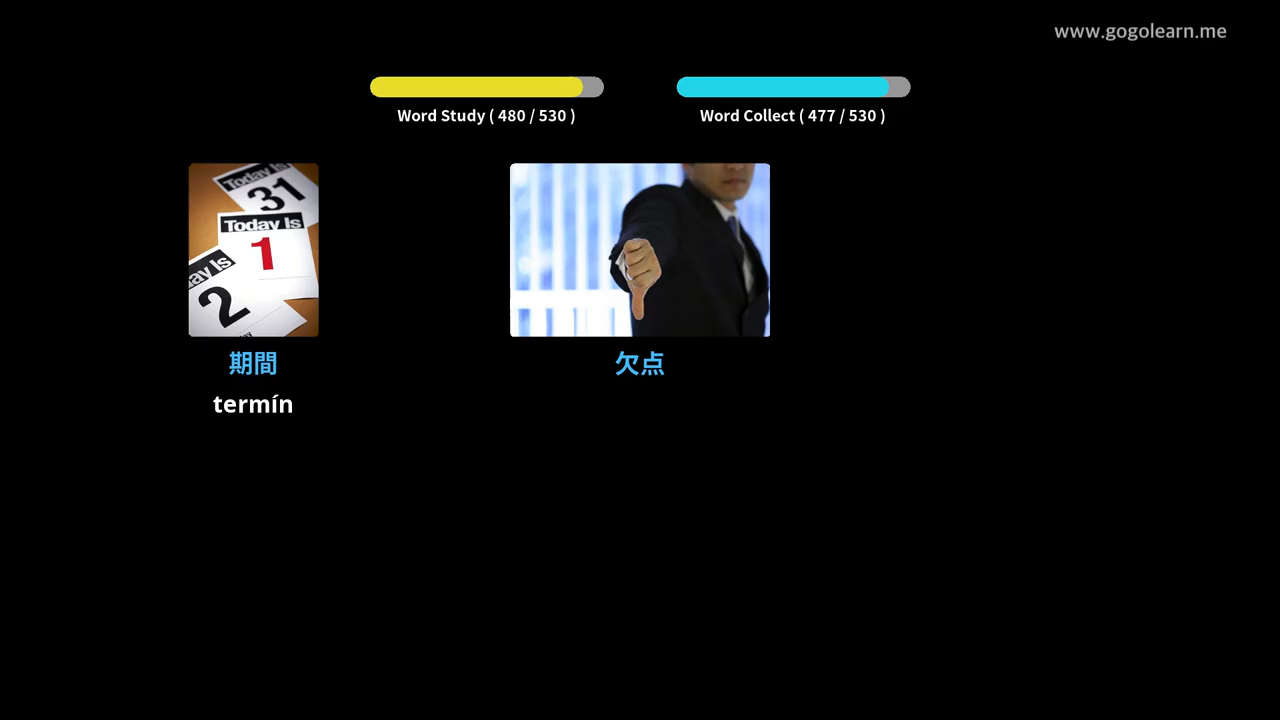 www.gogolearn.me
Word Study ( 480 / 530 )
Word Collect ( 477 / 530 )
Today Is
31
Today Is
1
ay Is
2
期間
termín
欠点